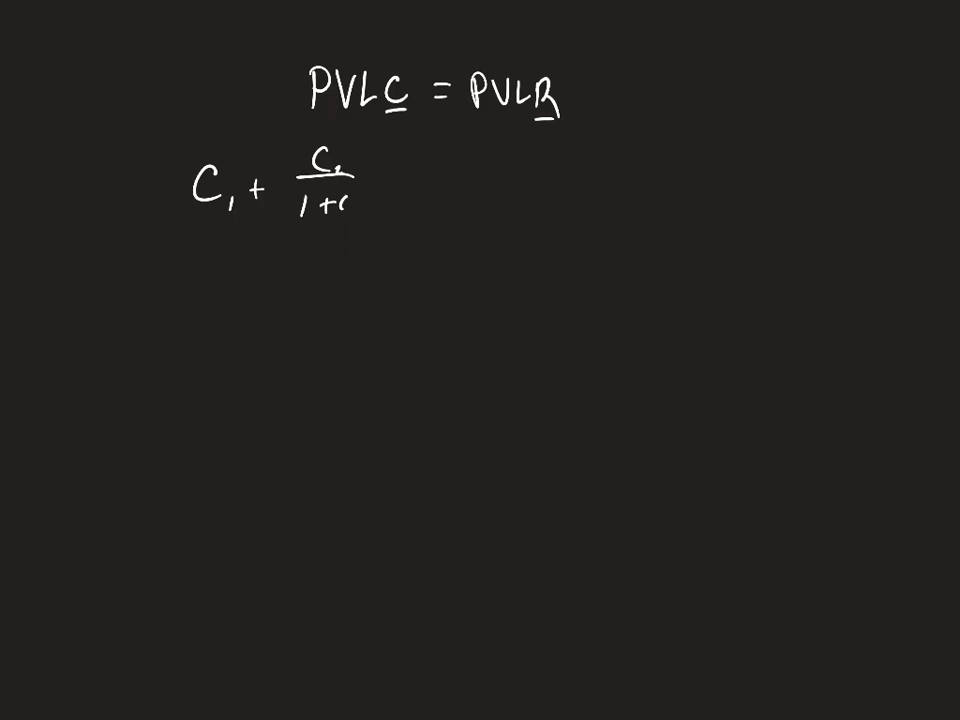 PVLC = PVLR
C₁ + C₂/(1+r